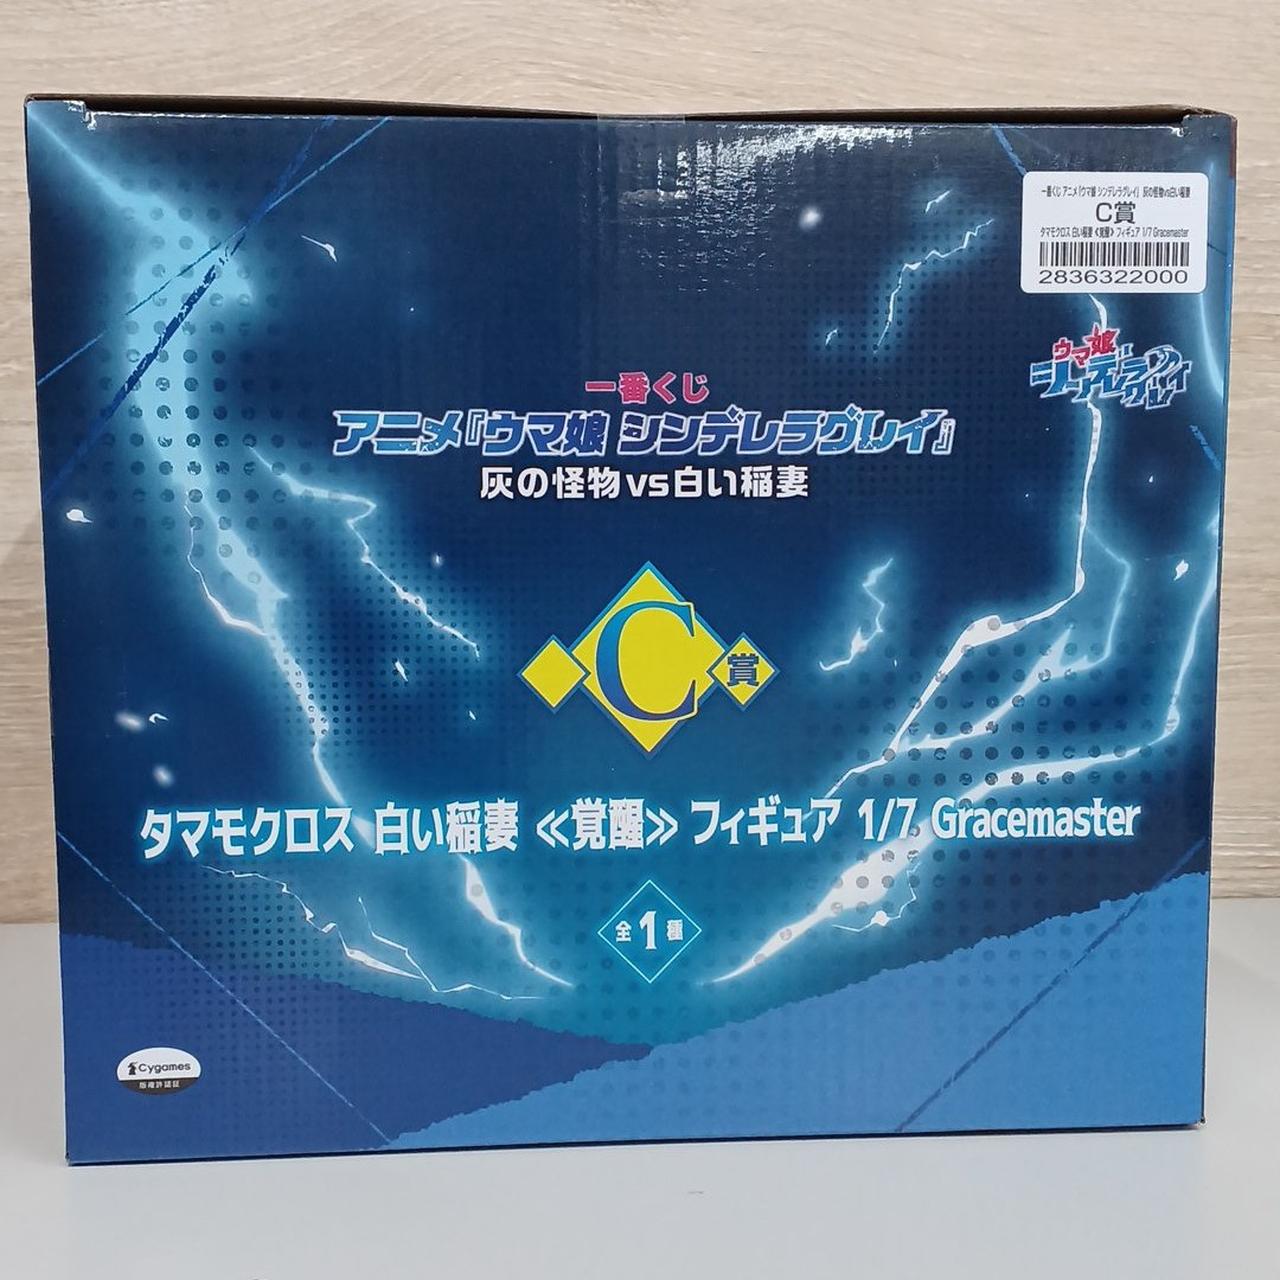 一番くじ アニメ『ウマ娘 シンデレラグレイ』 灰の怪物vs白い稲妻
C賞
タマモクロス 白い稲妻 ≪覚醒≫ フィギュア 1/7 Gracemaster
2836322000
ウマ娘
シンデレラグレイ
一番くじ
アニメ『ウマ娘 シンデレラグレイ』
灰の怪物vs白い稲妻
C賞
タマモクロス 白い稲妻 ≪覚醒≫ フィギュア 1/7 Gracemaster
全1種
Cygames
版権許諾証